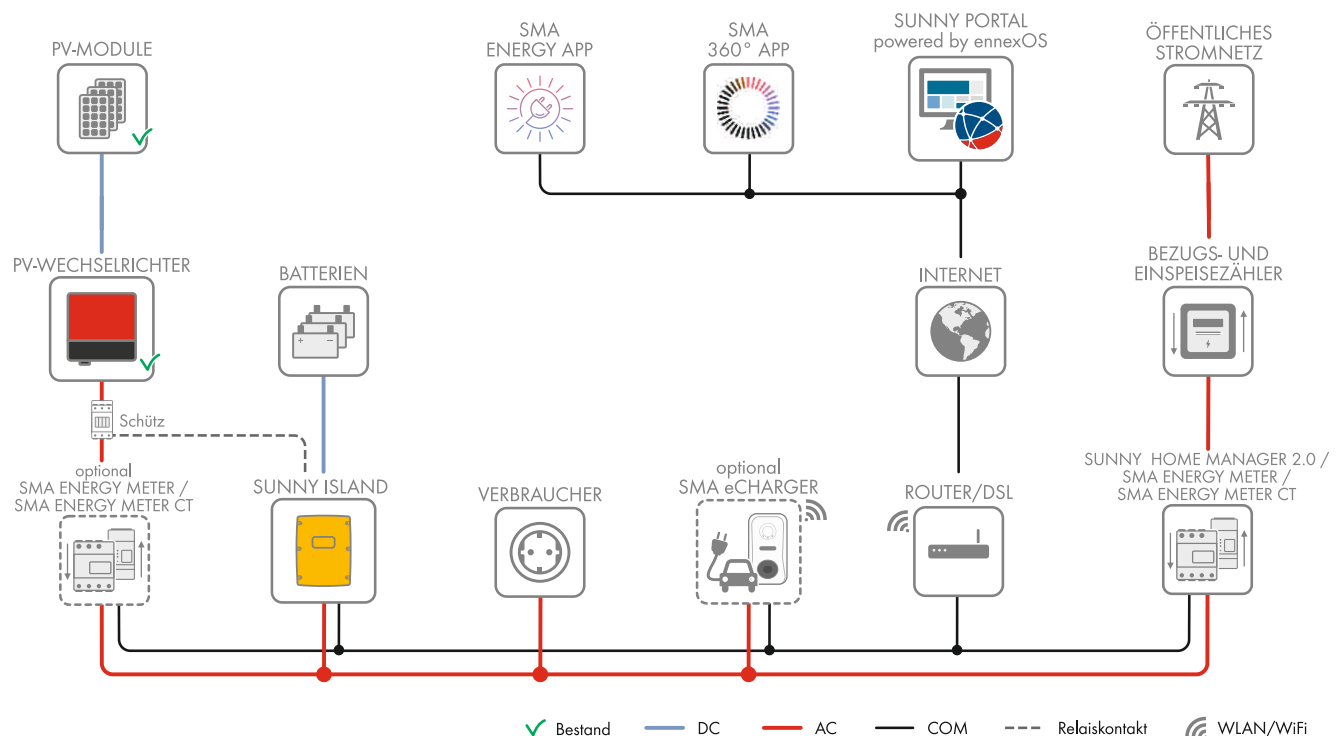 PV-MODULE
SMA
ENERGY APP
SMA
360° APP
SUNNY PORTAL
powered by ennexOS
ÖFFENTLICHES
STROMNETZ
PV-WECHSELRICHTER
BATTERIEN
INTERNET
BEZUGS- UND
EINSPEISEZÄHLER
Schütz
optional
SMA ENERGY METER /
SMA ENERGY METER CT
SUNNY ISLAND
VERBRAUCHER
optional
SMA eCHARGER
ROUTER/DSL
SUNNY HOME MANAGER 2.0 /
SMA ENERGY METER /
SMA ENERGY METER CT
Bestand
DC
AC
COM
Relaiskontakt
WLAN/WiFi